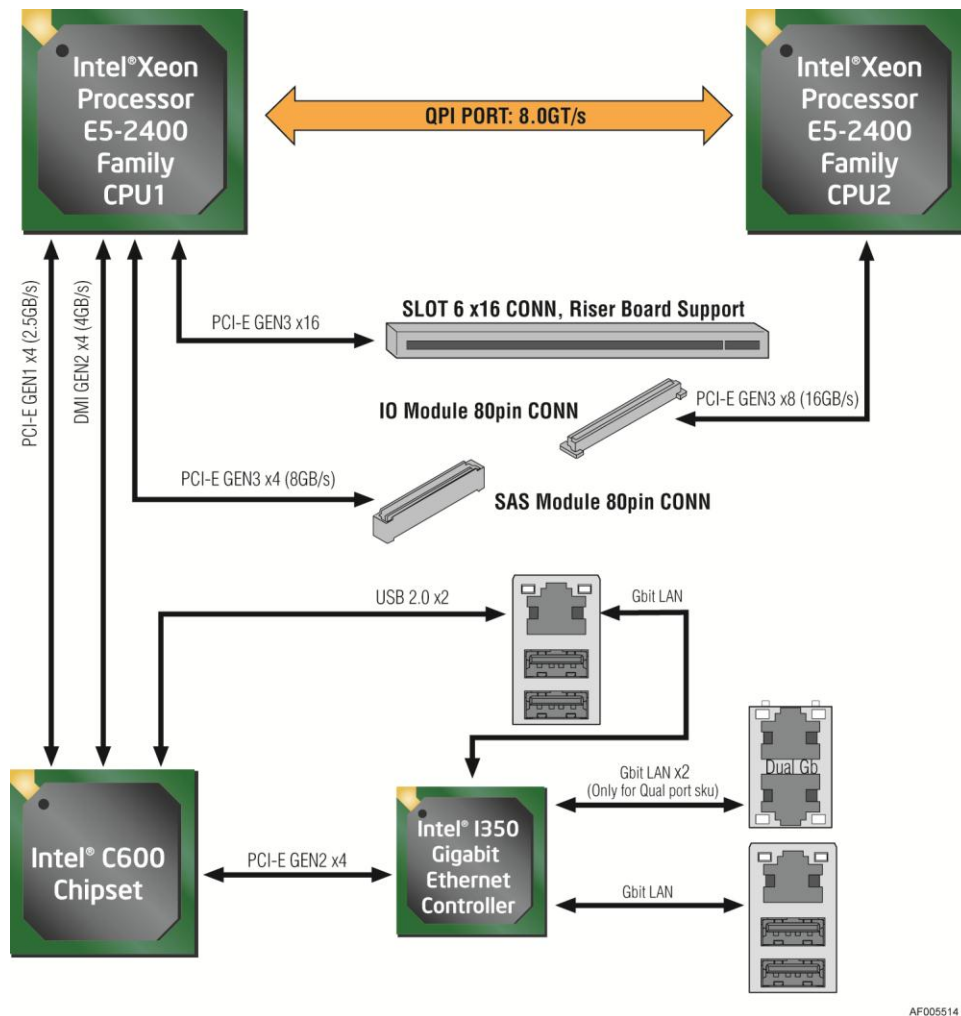 Intel®Xeon
Processor
E5-2400
Family
CPU1
QPI PORT: 8.0GT/s
Intel®Xeon
Processor
E5-2400
Family
CPU2
PCI-E GEN1 x4 (2.5GB/s)
DMI GEN2 x4 (4GB/s)
PCI-E GEN3 x16
SLOT 6 x16 CONN, Riser Board Support
IO Module 80pin CONN
PCI-E GEN3 x8 (16GB/s)
PCI-E GEN3 x4 (8GB/s)
SAS Module 80pin CONN
USB 2.0 x2
Gbit LAN
Intel® C600
Chipset
PCI-E GEN2 x4
Intel® I350
Gigabit
Ethernet
Controller
Gbit LAN x2
(Only for Qual port sku)
Dual Gb
Gbit LAN
AF005514